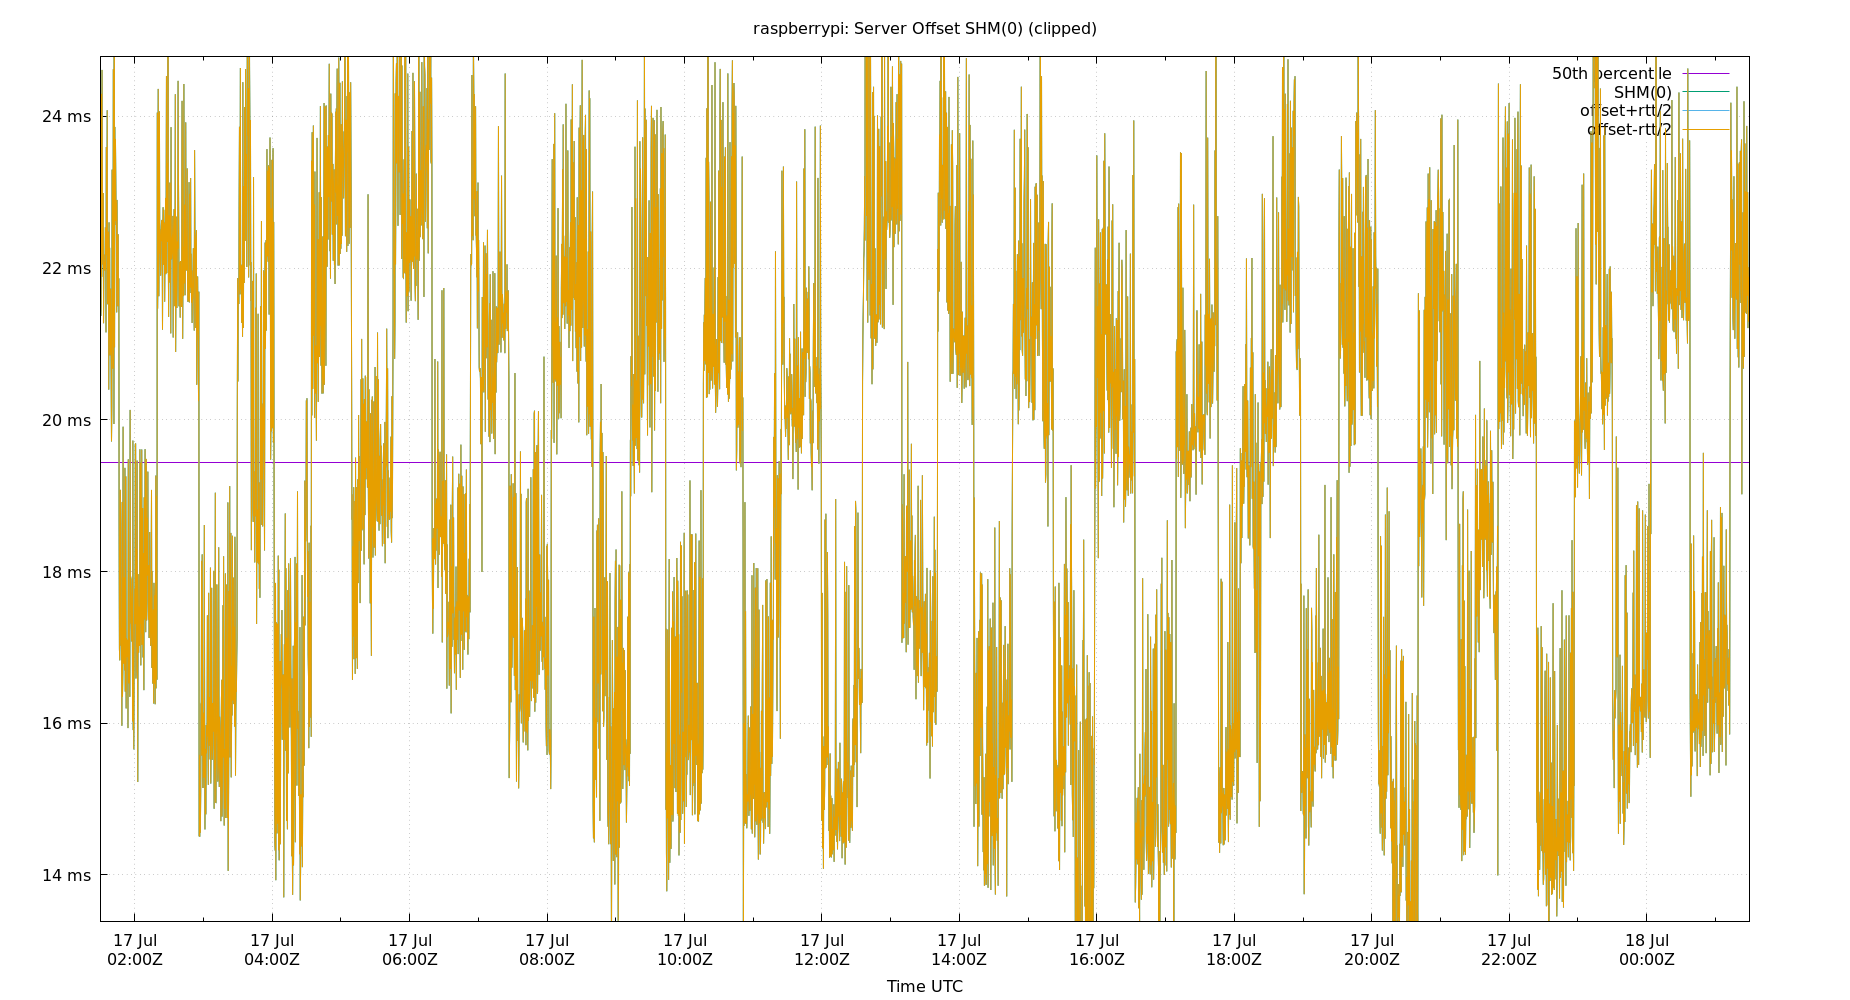 raspberrypi: Server Offset SHM(0) (clipped)
50th percentile
SHM(0)
offset+rtt/2
offset-rtt/2
24 ms
22 ms
20 ms
18 ms
16 ms
14 ms
17 Jul 17 Jul 17 Jul 17 Jul 17 Jul 17 Jul 17 Jul 17 Jul 17 Jul 17 Jul 17 Jul 18 Jul
02:00Z 04:00Z 06:00Z 08:00Z 10:00Z 12:00Z 14:00Z 16:00Z 18:00Z 20:00Z 22:00Z 00:00Z
Time UTC